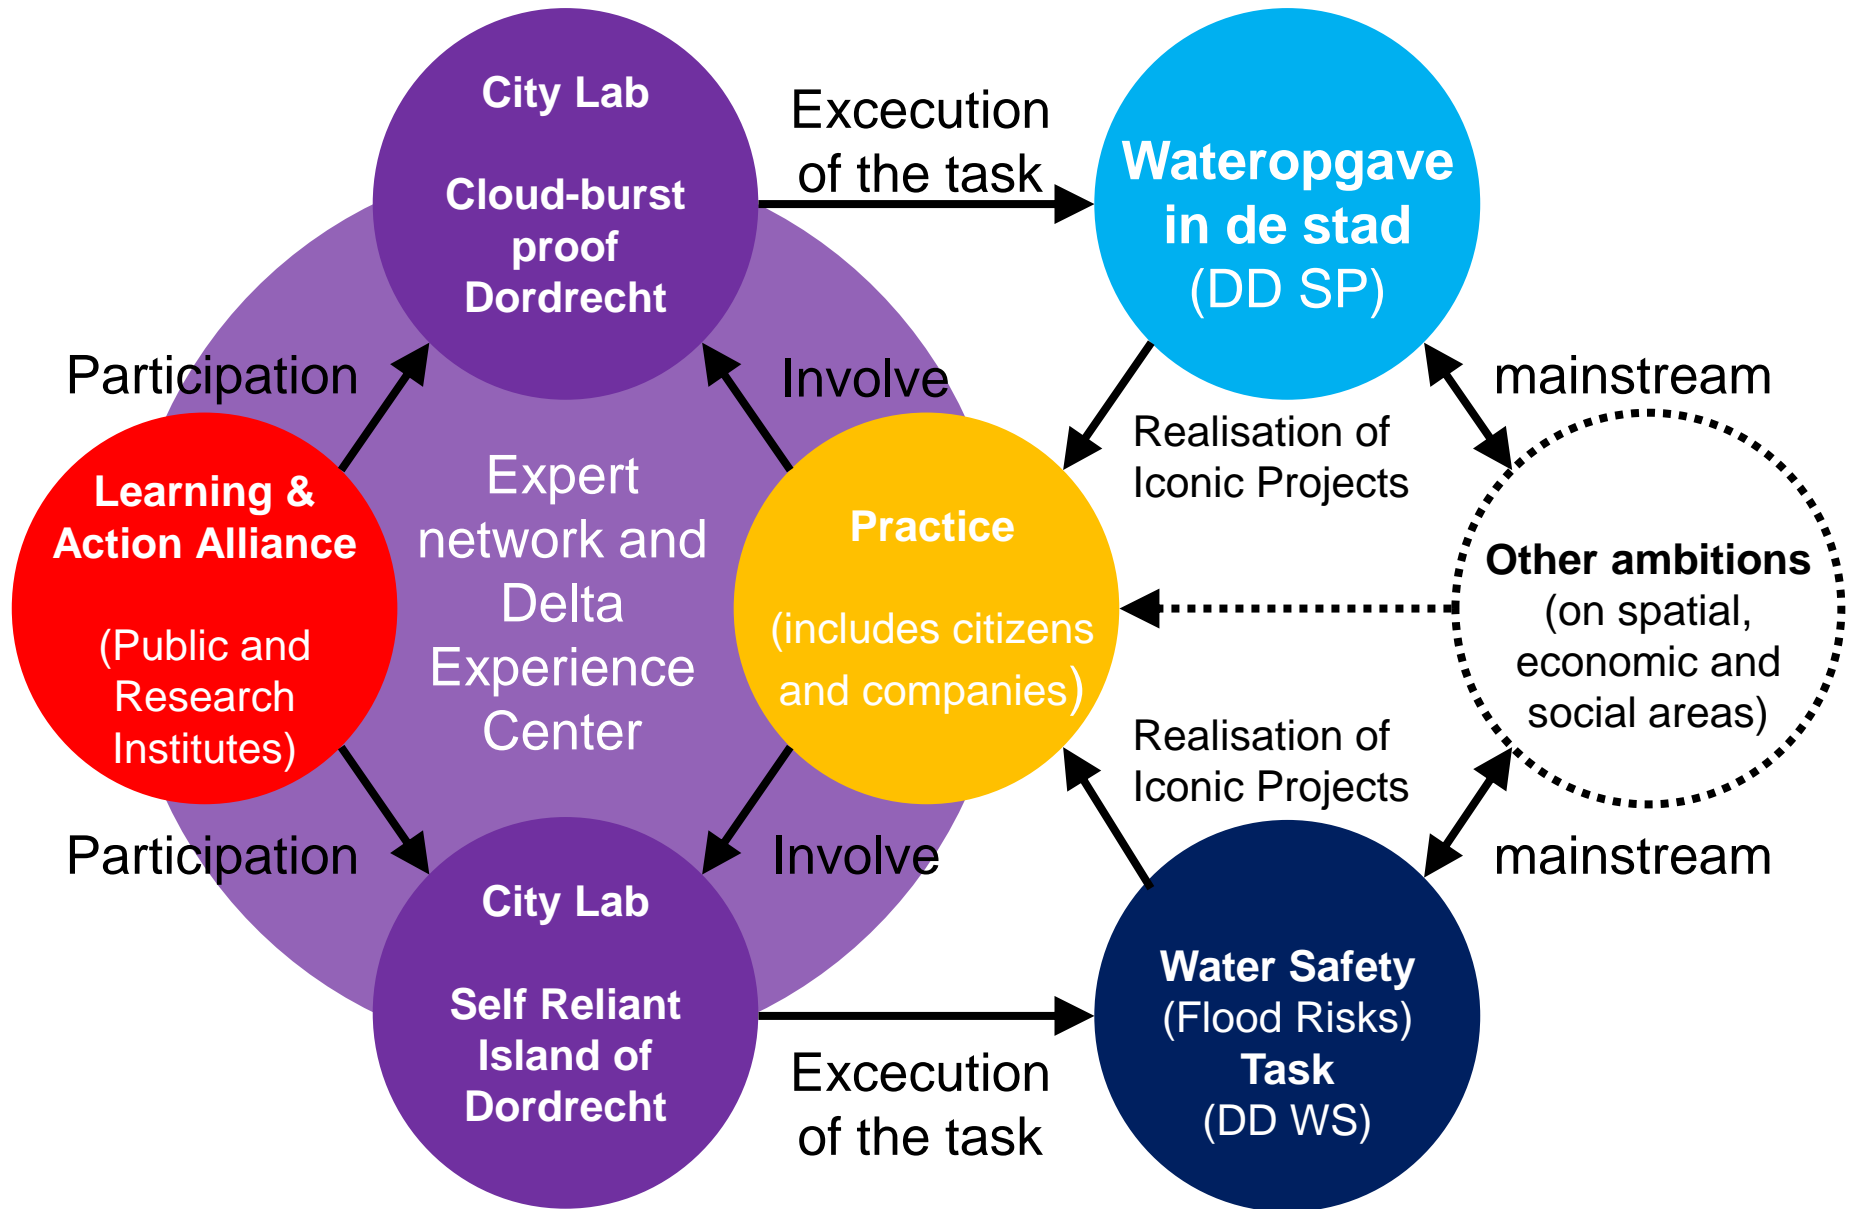 City Lab
Cloud-burst
proof
Dordrecht
Excecution
of the task
Wateropgave
in de stad
(DD SP)
Participation
Involve
mainstream
Realisation of
Iconic Projects
Learning &
Action Alliance
(Public and
Research
Institutes)
Expert
network and
Delta
Experience
Center
Practice
(includes citizens
and companies)
Other ambitions
(on spatial,
economic and
social areas)
Realisation of
Iconic Projects
Participation
Involve
mainstream
City Lab
Self Reliant
Island of
Dordrecht
Excecution
of the task
Water Safety
(Flood Risks)
Task
(DD WS)